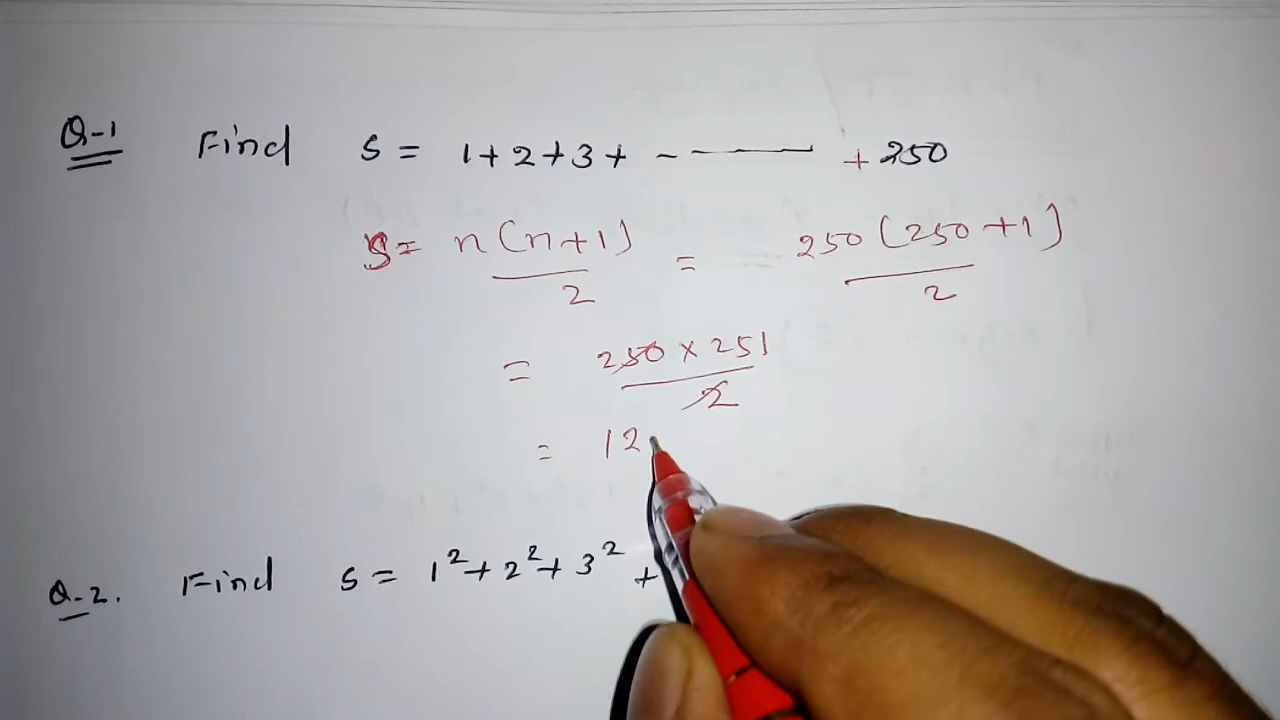 Q-1 Find S = 1+2+3+ - ——— + 250
S = n(n+1)/2 = 250(250+1)/2
= 250 × 251/2
= 12
Q-2. Find S = 1²+2²+3² +